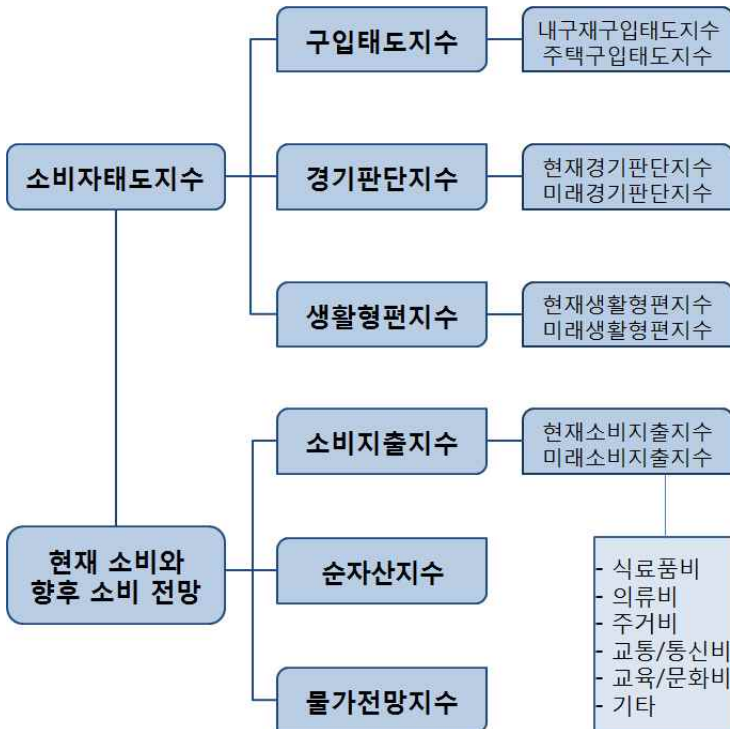 구입태도지수
내구재구입태도지수
주택구입태도지수
소비자태도지수
경기판단지수
현재경기판단지수
미래경기판단지수
생활형편지수
현재생활형편지수
미래생활형편지수
소비지출지수
현재소비지출지수
미래소비지출지수
현재 소비와
향후 소비 전망
순자산지수
물가전망지수
- 식료품비
- 의류비
- 주거비
- 교통/통신비
- 교육/문화비
- 기타